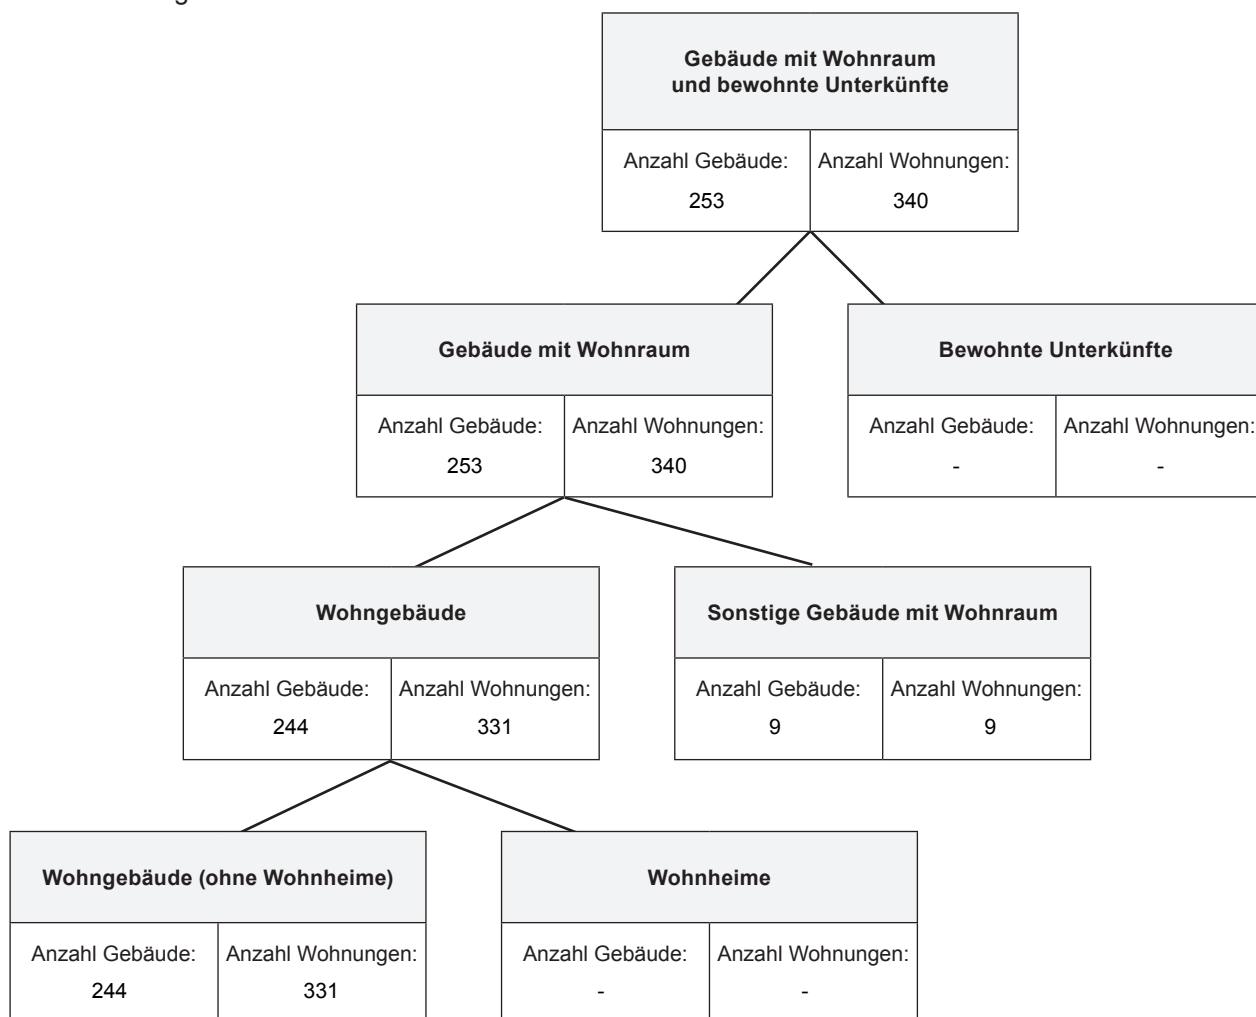 Gebäude mit Wohnraum
und bewohnte Unterkünfte
Anzahl Gebäude: Anzahl Wohnungen:
253 340
Gebäude mit Wohnraum
Anzahl Gebäude: Anzahl Wohnungen:
253 340
Bewohnte Unterkünfte
Anzahl Gebäude: Anzahl Wohnungen:
- -
Wohngebäude
Anzahl Gebäude: Anzahl Wohnungen:
244 331
Sonstige Gebäude mit Wohnraum
Anzahl Gebäude: Anzahl Wohnungen:
9 9
Wohngebäude (ohne Wohnheime)
Anzahl Gebäude: Anzahl Wohnungen:
244 331
Wohnheime
Anzahl Gebäude: Anzahl Wohnungen:
- -